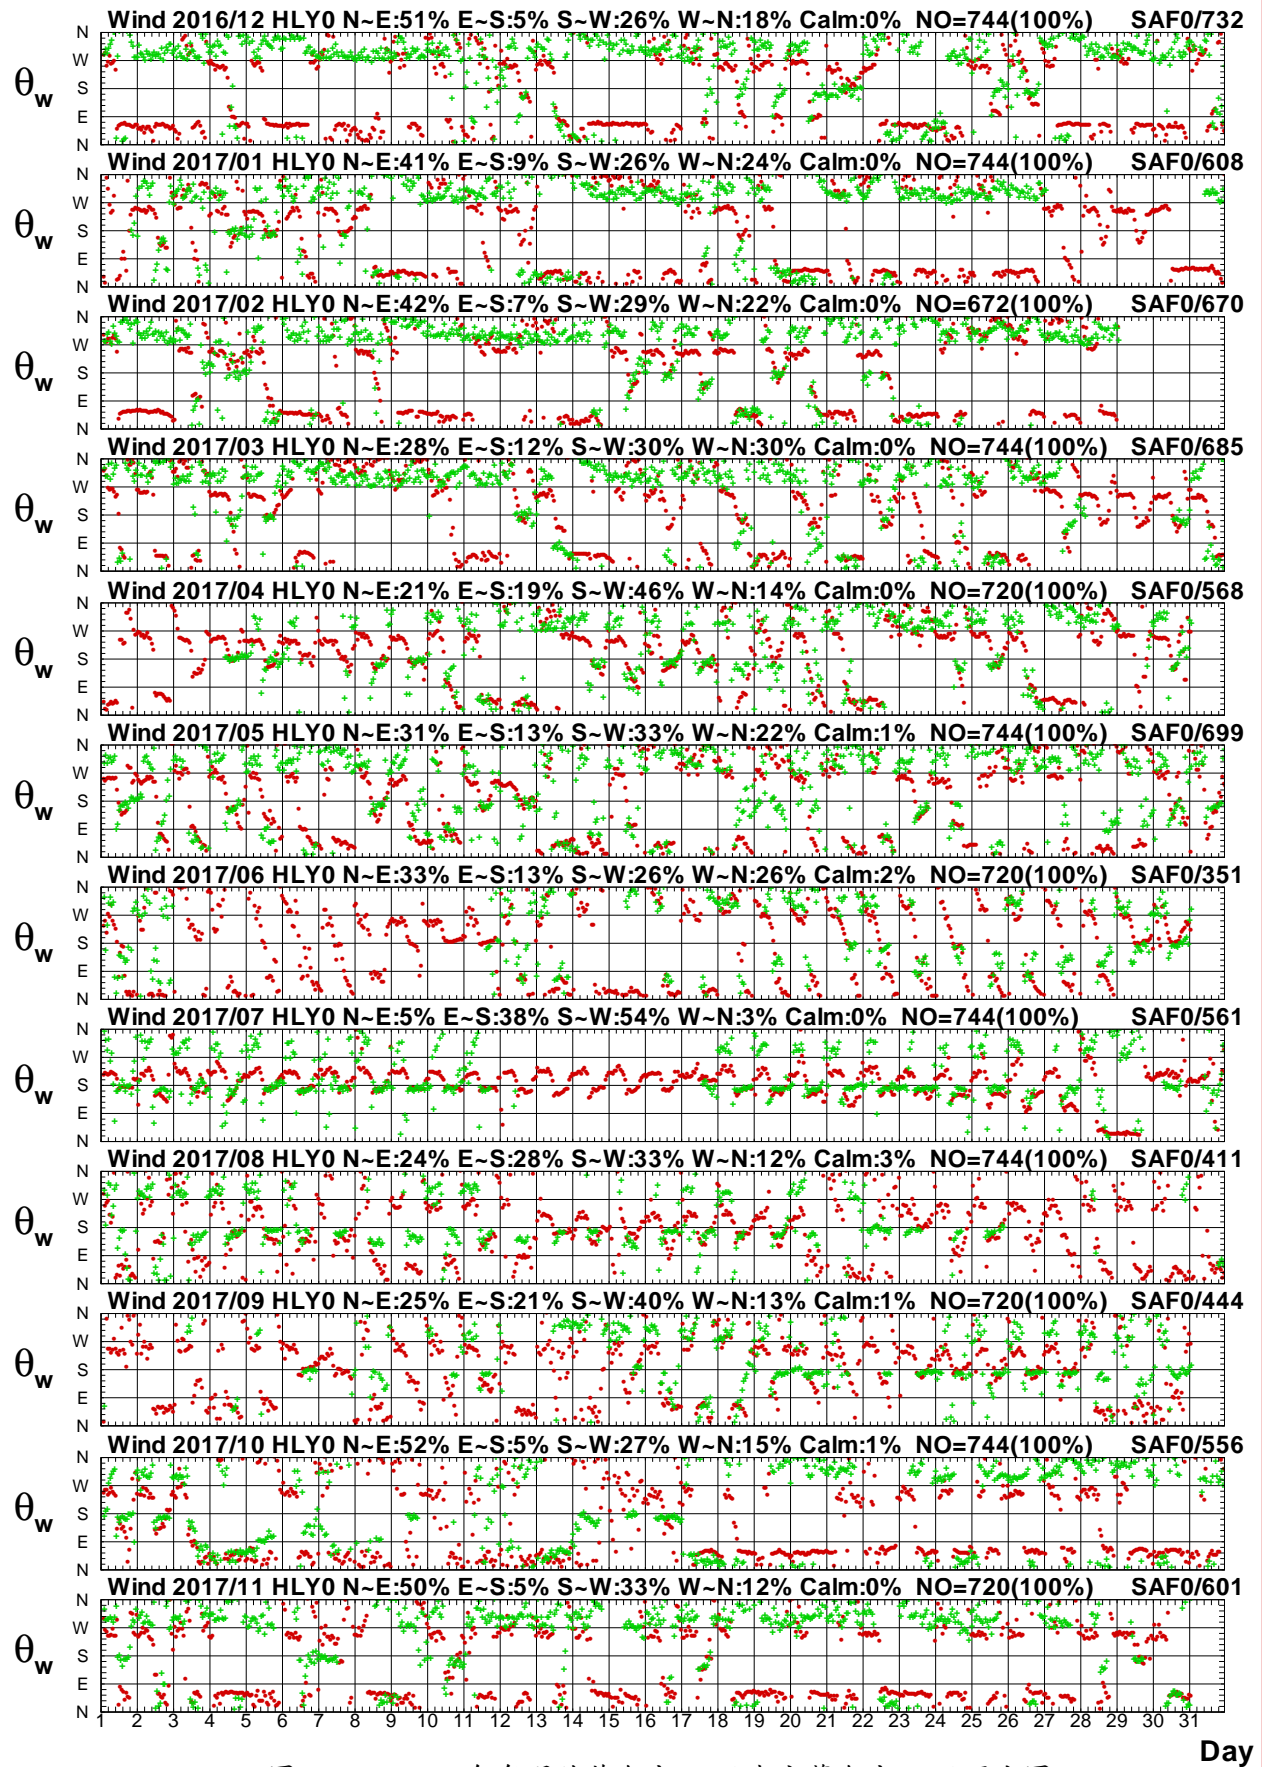 Wind 2016/12 HLY0 N~E:51% E~S:5% S~W:26% W~N:18% Calm:0% NO=744(100%) SAF0/732
N
W
S
E
N
θw
Wind 2017/01 HLY0 N~E:41% E~S:9% S~W:26% W~N:24% Calm:0% NO=744(100%) SAF0/608
N
W
S
E
N
θw
Wind 2017/02 HLY0 N~E:42% E~S:7% S~W:29% W~N:22% Calm:0% NO=672(100%) SAF0/670
N
W
S
E
N
θw
Wind 2017/03 HLY0 N~E:28% E~S:12% S~W:30% W~N:30% Calm:0% NO=744(100%) SAF0/685
N
W
S
E
N
θw
Wind 2017/04 HLY0 N~E:21% E~S:19% S~W:46% W~N:14% Calm:0% NO=720(100%) SAF0/568
N
W
S
E
N
θw
Wind 2017/05 HLY0 N~E:31% E~S:13% S~W:33% W~N:22% Calm:1% NO=744(100%) SAF0/699
N
W
S
E
N
θw
Wind 2017/06 HLY0 N~E:33% E~S:13% S~W:26% W~N:26% Calm:2% NO=720(100%) SAF0/351
N
W
S
E
N
θw
Wind 2017/07 HLY0 N~E:5% E~S:38% S~W:54% W~N:3% Calm:0% NO=744(100%) SAF0/561
N
W
S
E
N
θw
Wind 2017/08 HLY0 N~E:24% E~S:28% S~W:33% W~N:12% Calm:3% NO=744(100%) SAF0/411
N
W
S
E
N
θw
Wind 2017/09 HLY0 N~E:25% E~S:21% S~W:40% W~N:13% Calm:1% NO=720(100%) SAF0/444
N
W
S
E
N
θw
Wind 2017/10 HLY0 N~E:52% E~S:5% S~W:27% W~N:15% Calm:1% NO=744(100%) SAF0/556
N
W
S
E
N
θw
Wind 2017/11 HLY0 N~E:50% E~S:5% S~W:33% W~N:12% Calm:0% NO=720(100%) SAF0/601
N
W
S
E
N
θw
1 2 3 4 5 6 7 8 9 10 11 12 13 14 15 16 17 18 19 20 21 22 23 24 25 26 27 28 29 30 31
Day